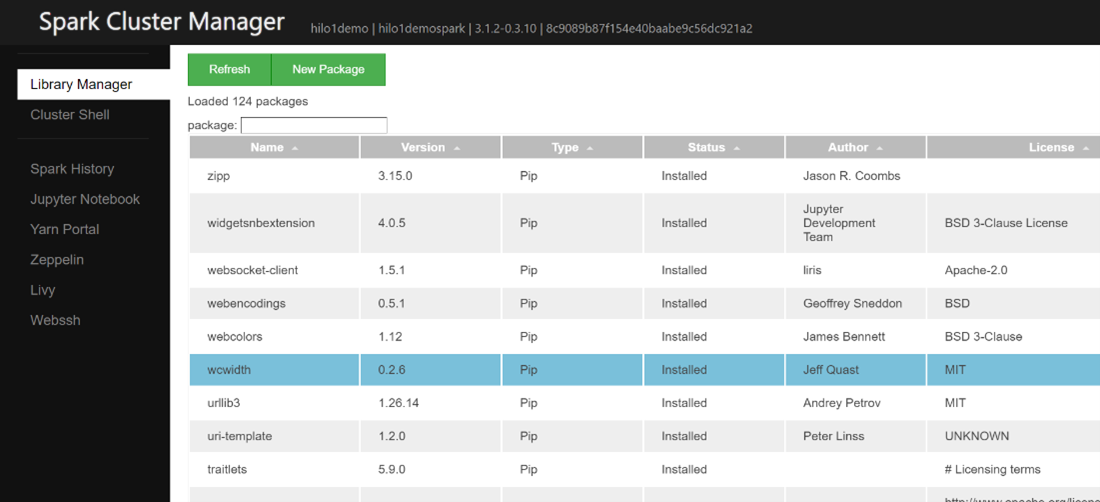 Spark Cluster Manager
hilo1demo | hilo1demospark | 3.1.2-0.3.10 | 8c9089b87f154e40baabe9c56dc921a2
Library Manager
Cluster Shell
Spark History
Jupyter Notebook
Yarn Portal
Zeppelin
Livy
Webssh
Refresh New Package
Loaded 124 packages
package:
Name Version Type Status Author License
zipp 3.15.0 Pip Installed Jason R. Coombs
widgetsnbextension 4.0.5 Pip Installed Jupyter Development Team BSD 3-Clause License
websocket-client 1.5.1 Pip Installed liris Apache-2.0
webencodings 0.5.1 Pip Installed Geoffrey Sneddon BSD
webcolors 1.12 Pip Installed James Bennett BSD 3-Clause
wcwidth 0.2.6 Pip Installed Jeff Quast MIT
urllib3 1.26.14 Pip Installed Andrey Petrov MIT
uri-template 1.2.0 Pip Installed Peter Linss UNKNOWN
traitlets 5.9.0 Pip Installed # Licensing terms